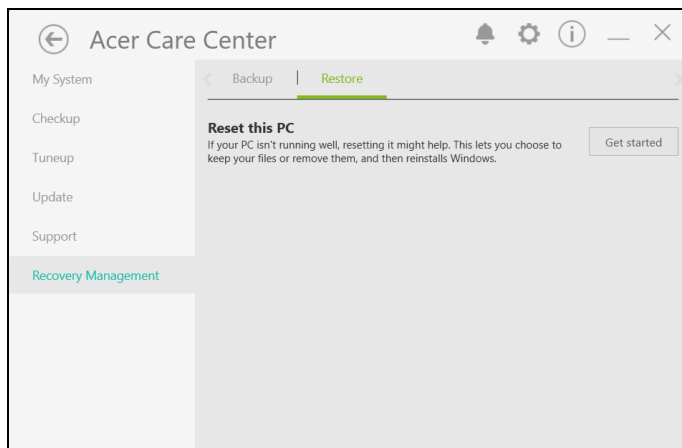 Acer Care Center
My System
Checkup
Tuneup
Update
Support
Recovery Management
Backup
Restore
Reset this PC
If your PC isn't running well, resetting it might help. This lets you choose to
keep your files or remove them, and then reinstalls Windows.
Get started